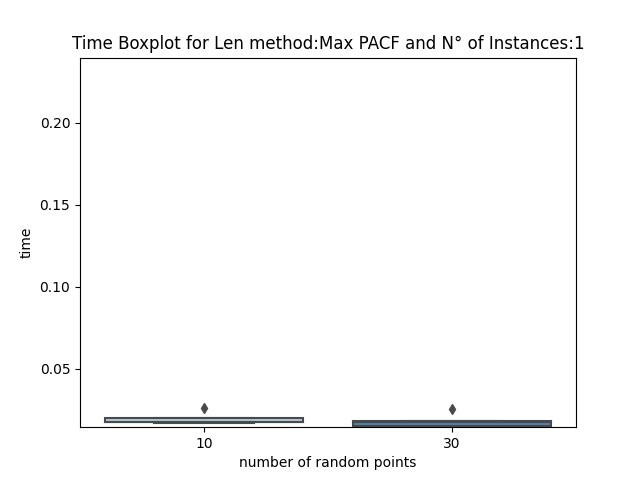 Time Boxplot for Len method:Max PACF and N° of Instances:1
0.20
0.15
0.10
0.05
time
10
30
number of random points